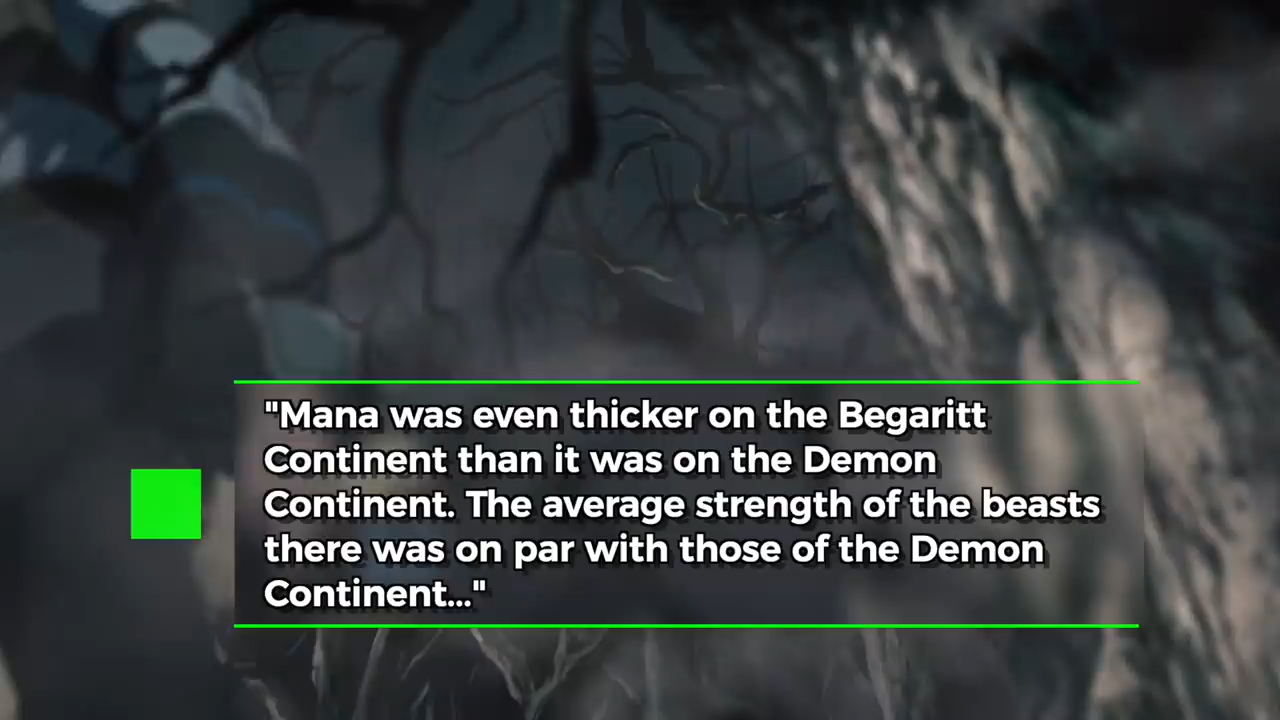 "Mana was even thicker on the Begaritt
Continent than it was on the Demon
Continent. The average strength of the beasts
there was on par with those of the Demon
Continent..."